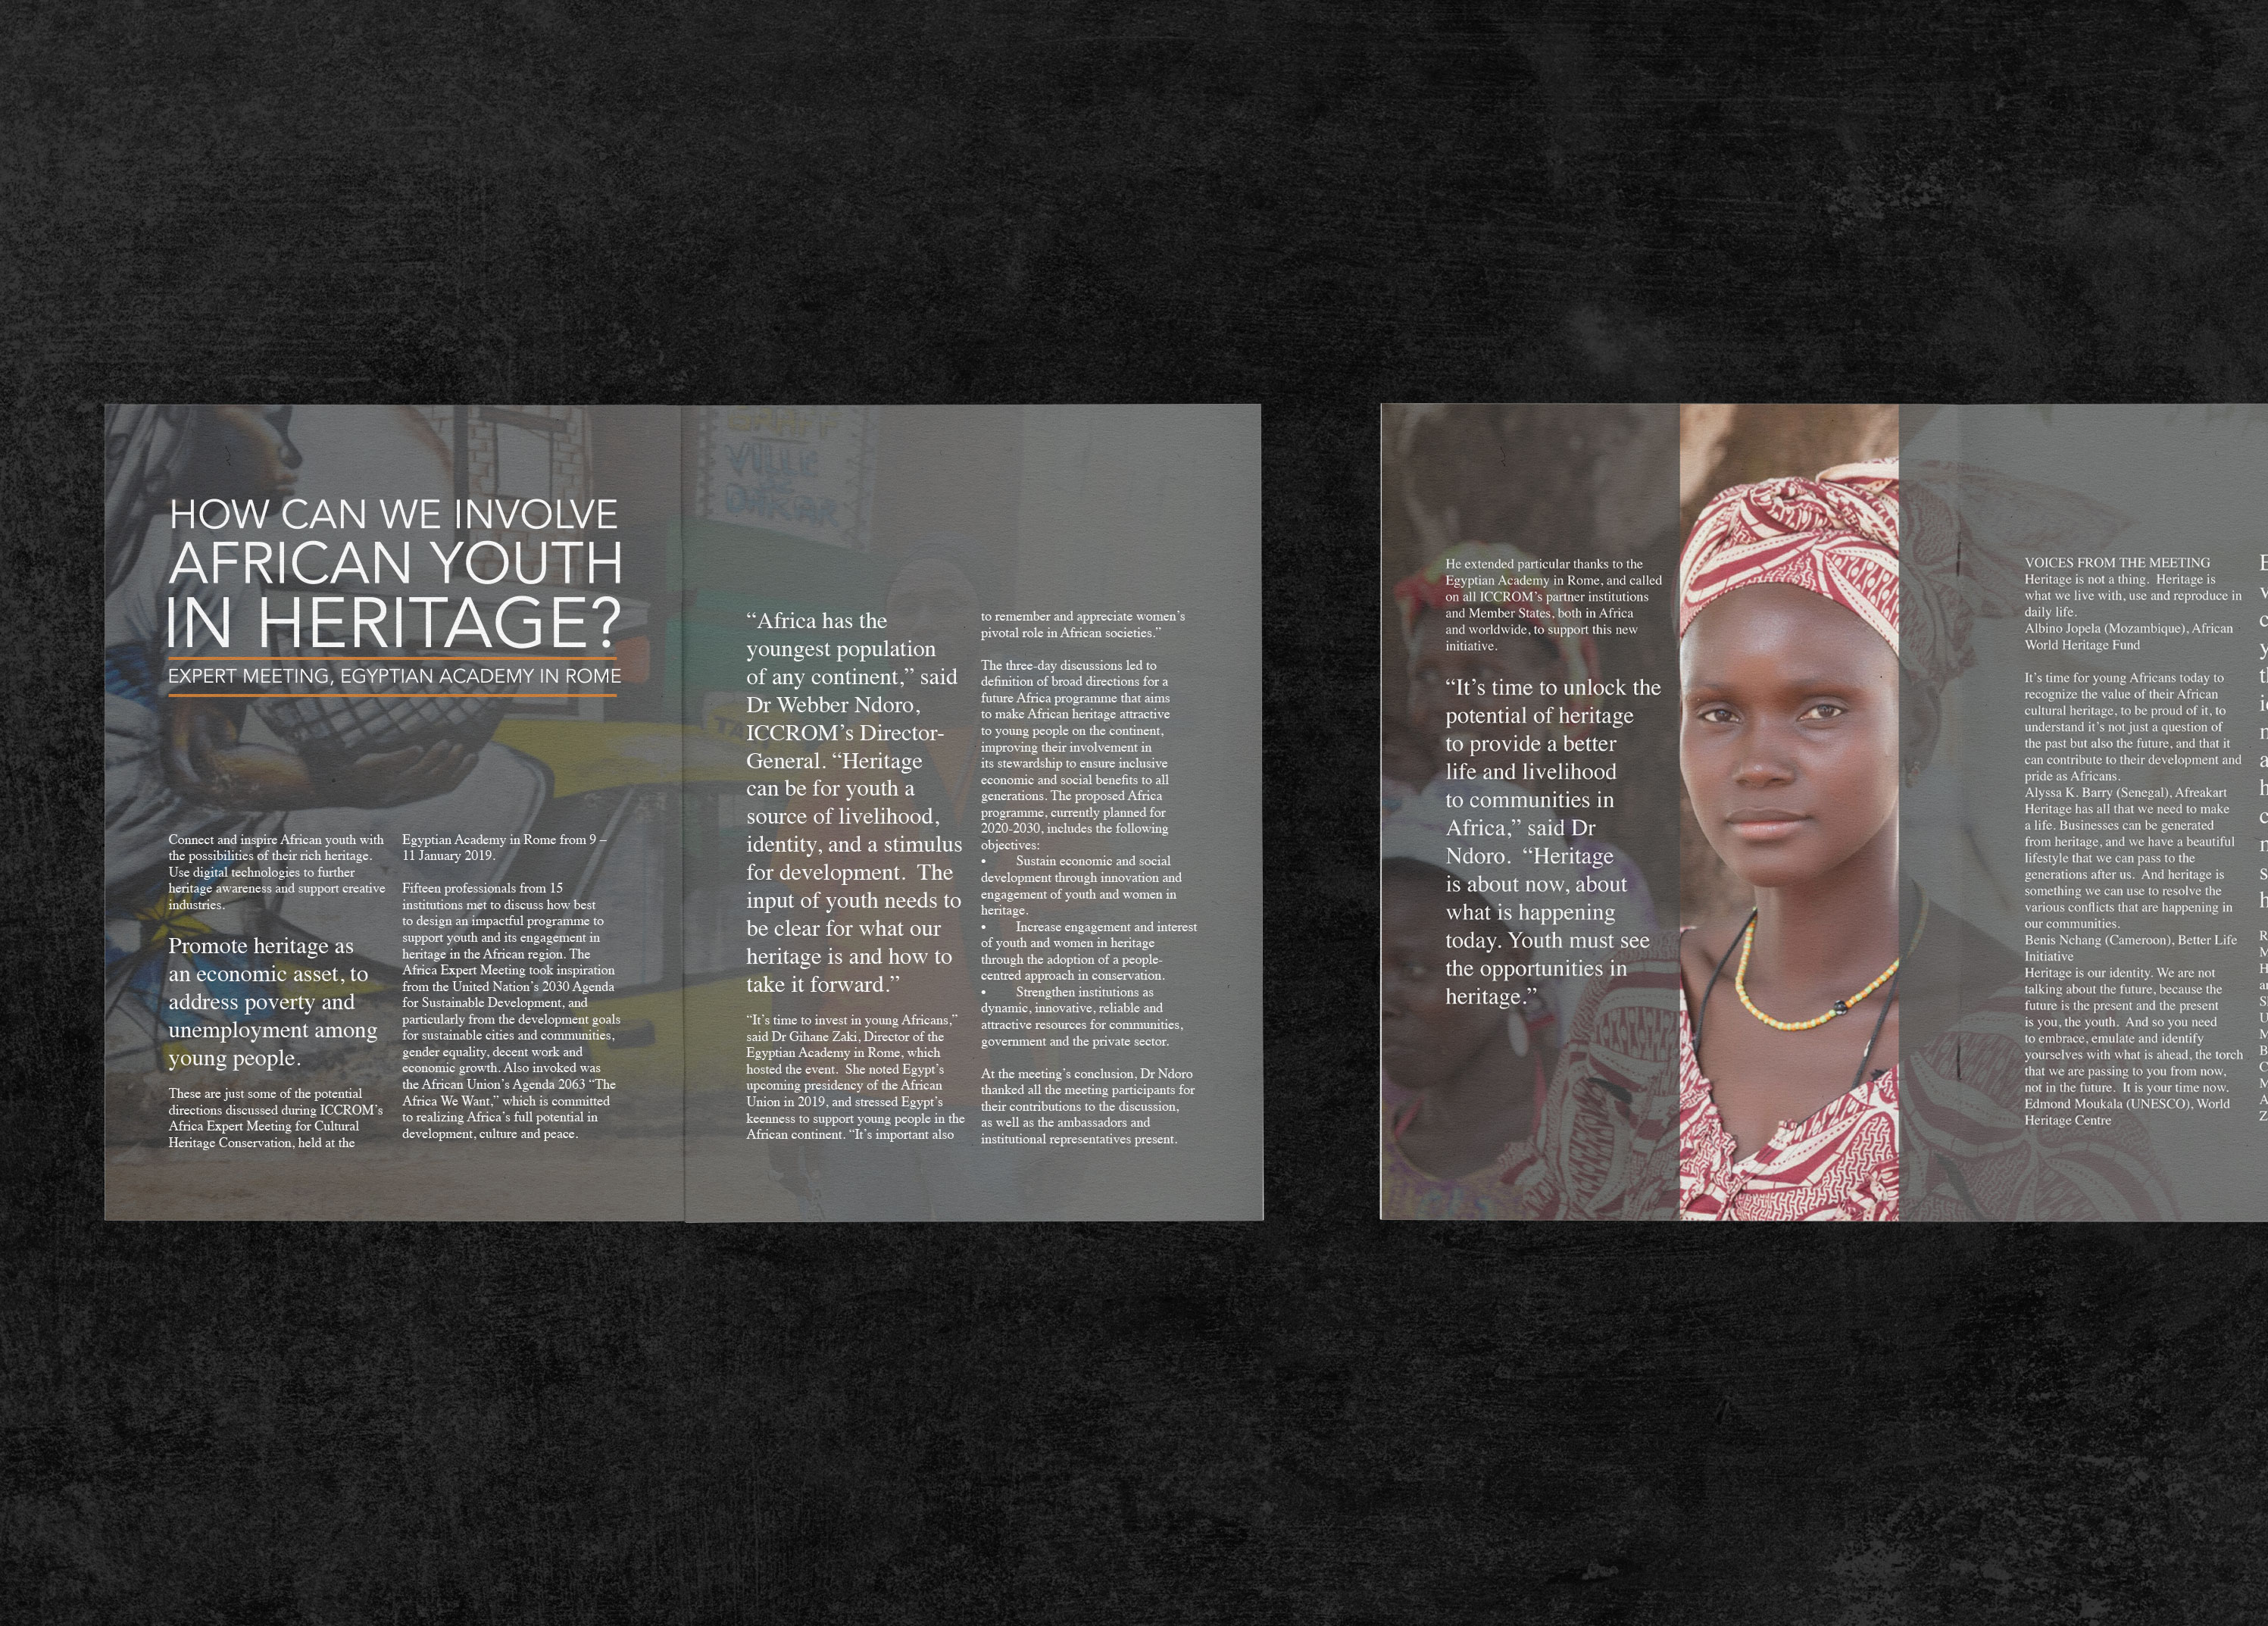 HOW CAN WE INVOLVE
AFRICAN YOUTH
IN HERITAGE?
EXPERT MEETING, EGYPTIAN ACADEMY IN ROME
Connect and inspire African youth with
the possibilities of their rich heritage.
Use digital technologies to further
heritage awareness and support creative
industries.
Promote heritage as
an economic asset, to
address poverty and
unemployment among
young people.
These are just some of the potential
directions discussed during ICCROM’s
Africa Expert Meeting for Cultural
Heritage Conservation, held at the
Egyptian Academy in Rome from 9 –
11 January 2019.
Fifteen professionals from 15
institutions met to discuss how best
to design an impactful programme to
support youth and its engagement in
heritage in the African region. The
Africa Expert Meeting took inspiration
from the United Nation’s 2030 Agenda
for Sustainable Development, and
particularly from the development goals
for sustainable cities and communities,
gender equality, decent work and
economic growth. Also invoked was
the African Union’s Agenda 2063 “The
Africa We Want,” which is committed
to realizing Africa’s full potential in
development, culture and peace.
VILLE
DAKAR
“Africa has the
youngest population
of any continent,” said
Dr Webber Ndoro,
ICCROM’s Director-
General. “Heritage
can be for youth a
source of livelihood,
identity, and a stimulus
for development.  The
input of youth needs to
be clear for what our
heritage is and how to
take it forward.”
“It’s time to invest in young Africans,”
said Dr Gihane Zaki, Director of the
Egyptian Academy in Rome, which
hosted the event.  She noted Egypt’s
upcoming presidency of the African
Union in 2019, and stressed Egypt’s
keenness to support young people in the
African continent. “It’s important also
to remember and appreciate women’s
pivotal role in African societies.”
The three-day discussions led to
definition of broad directions for a
future Africa programme that aims
to make African heritage attractive
to young people on the continent,
improving their involvement in
its stewardship to ensure inclusive
economic and social benefits to all
generations. The proposed Africa
programme, currently planned for
2020-2030, includes the following
objectives:
• Sustain economic and social
development through innovation and
engagement of youth and women in
heritage.
• Increase engagement and interest
of youth and women in heritage
through the adoption of a people-
centred approach in conservation.
• Strengthen institutions as
dynamic, innovative, reliable and
attractive resources for communities,
government and the private sector.
At the meeting’s conclusion, Dr Ndoro
thanked all the meeting participants for
their contributions to the discussion,
as well as the ambassadors and
institutional representatives present.
He extended particular thanks to the
Egyptian Academy in Rome, and called
on all ICCROM’s partner institutions
and Member States, both in Africa
and worldwide, to support this new
initiative.
“It’s time to unlock the
potential of heritage
to provide a better
life and livelihood
to communities in
Africa,” said Dr
Ndoro.  “Heritage
is about now, about
what is happening
today. Youth must see
the opportunities in
heritage.”
VOICES FROM THE MEETING
Heritage is not a thing.  Heritage is
what we live with, use and reproduce in
daily life.
Albino Jopela (Mozambique), African
World Heritage Fund
It’s time for young Africans today to
recognize the value of their African
cultural heritage, to be proud of it, to
understand it’s not just a question of
the past but also the future, and that it
can contribute to their development and
pride as Africans.
Alyssa K. Barry (Senegal), Afreakart
Heritage has all that we need to make
a life. Businesses can be generated
from heritage, and we have a beautiful
lifestyle that we can pass to the
generations after us.  And heritage is
something we can use to resolve the
various conflicts that are happening in
our communities.
Benis Nchang (Cameroon), Better Life
Initiative
Heritage is our identity. We are not
talking about the future, because the
future is the present and the present
is you, the youth.  And so you need
to embrace, emulate and identify
yourselves with what is ahead, the torch
that we are passing to you from now,
not in the future.  It is your time now.
Edmond Moukala (UNESCO), World
Heritage Centre